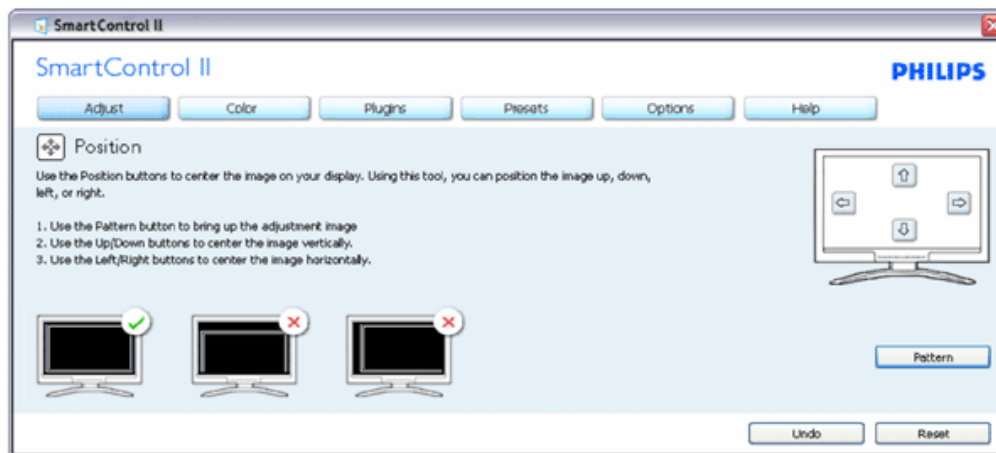 SmartControl II
SmartControl II
PHILIPS
Adjust Color Plugins Presets Options Help
Position
Use the Position buttons to center the image on your display. Using this tool, you can position the image up, down,
left, or right.
1. Use the Pattern button to bring up the adjustment image
2. Use the Up/Down buttons to center the image vertically.
3. Use the Left/Right buttons to center the image horizontally.
Pattern
Undo Reset